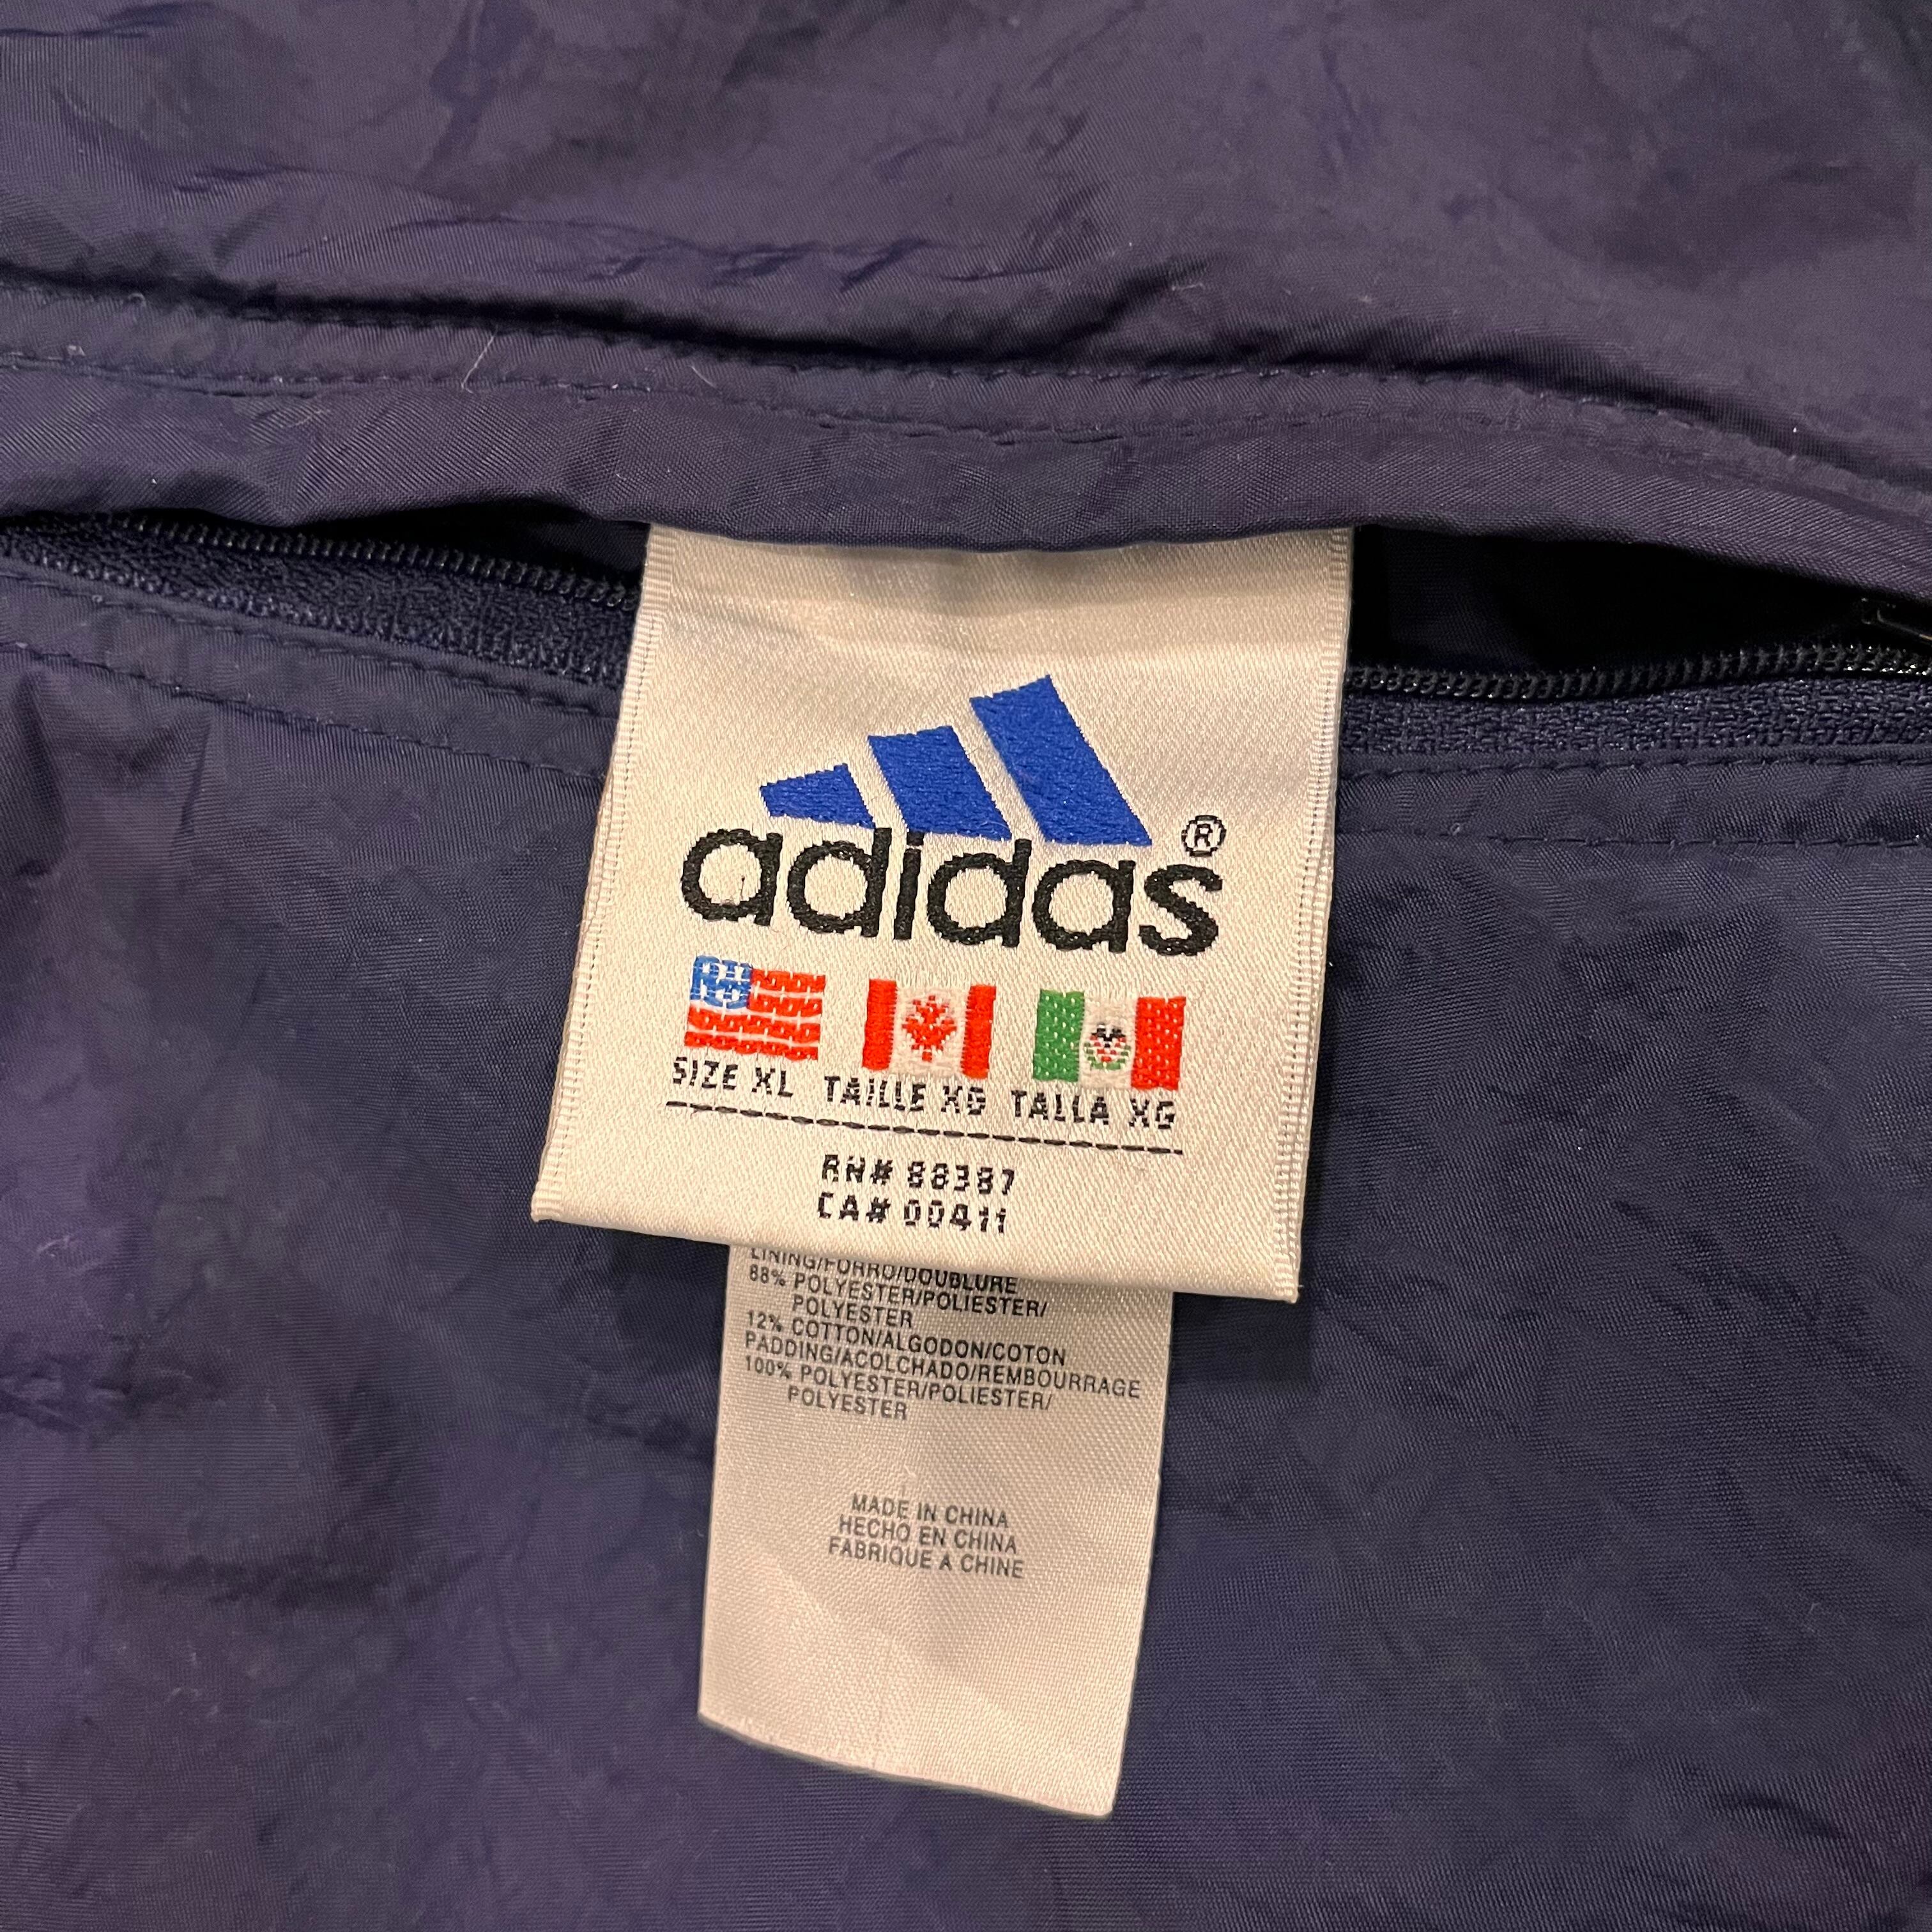 adidas®
SIZE XL TAILLE XG TALLA XG
RN# 88387
CA# 00411
LINING/FORRO/DOUBLURE
88% POLYESTER/POLIESTER/
POLYESTER
12% COTTON/ALGODON/COTON
PADDING/ACOLCHADO/REMBOURRAGE
100% POLYESTER/POLIESTER/
POLYESTER
MADE IN CHINA
HECHO EN CHINA
FABRIQUE A CHINE